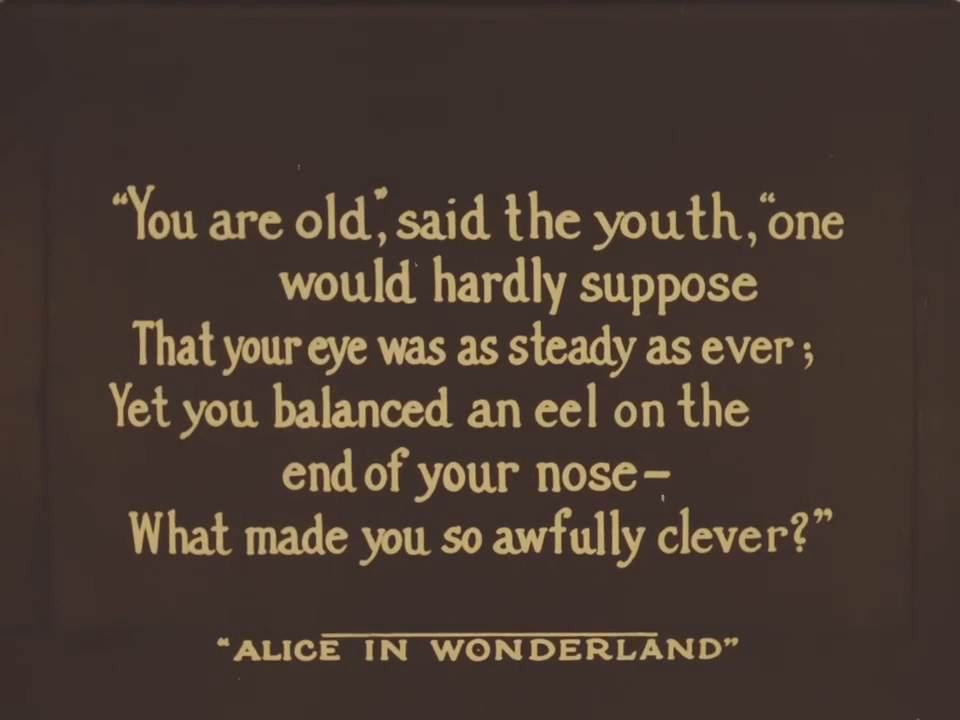 “You are old,” said the youth, “one
would hardly suppose
That your eye was as steady as ever;
Yet you balanced an eel on the
end of your nose—
What made you so awfully clever?”
“ALICE IN WONDERLAND”